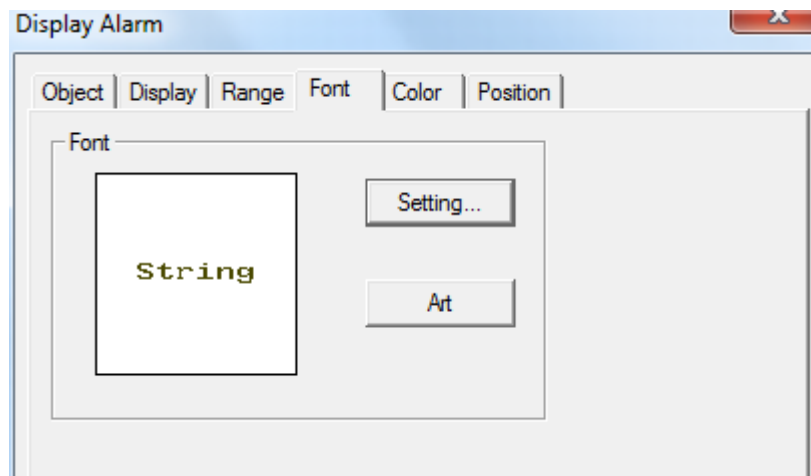 Display Alarm
Object Display Range Font Color Position
Font
Setting...
String
Art